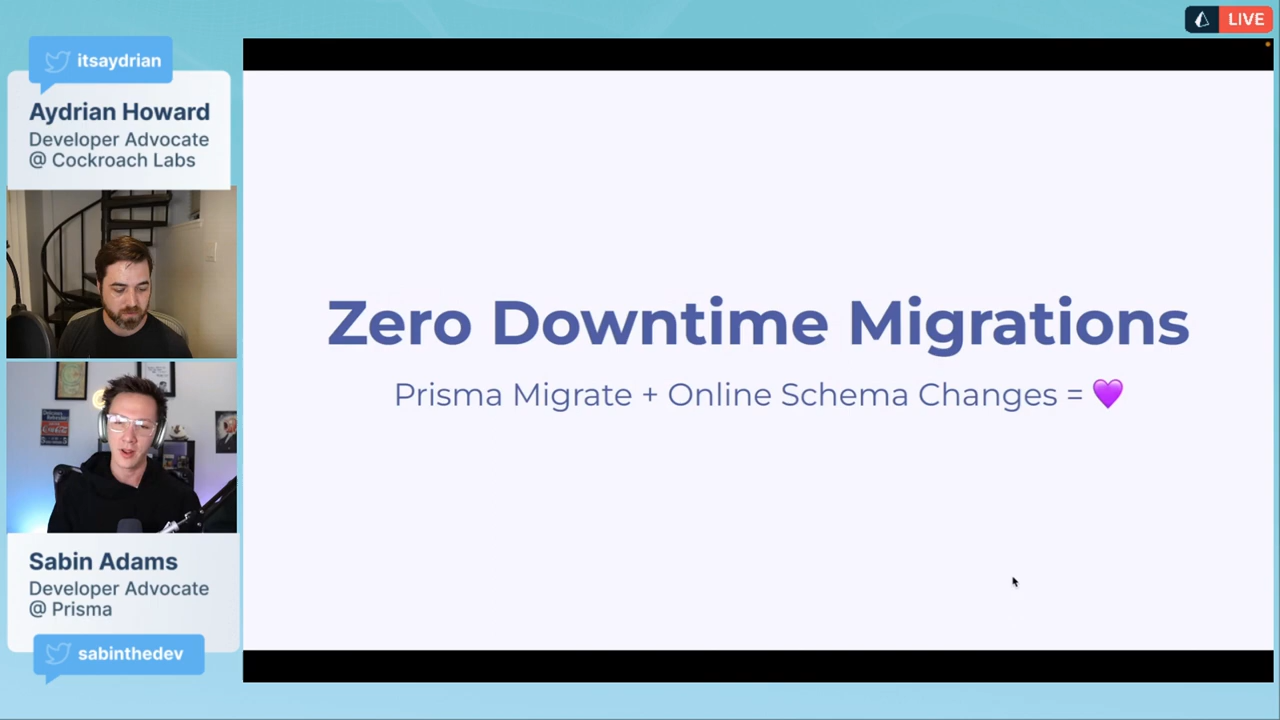 LIVE
itsaydrian
Aydrian Howard
Developer Advocate
@ Cockroach Labs
Zero Downtime Migrations
Prisma Migrate + Online Schema Changes = 💜
Sabin Adams
Developer Advocate
@ Prisma
sabinthedev